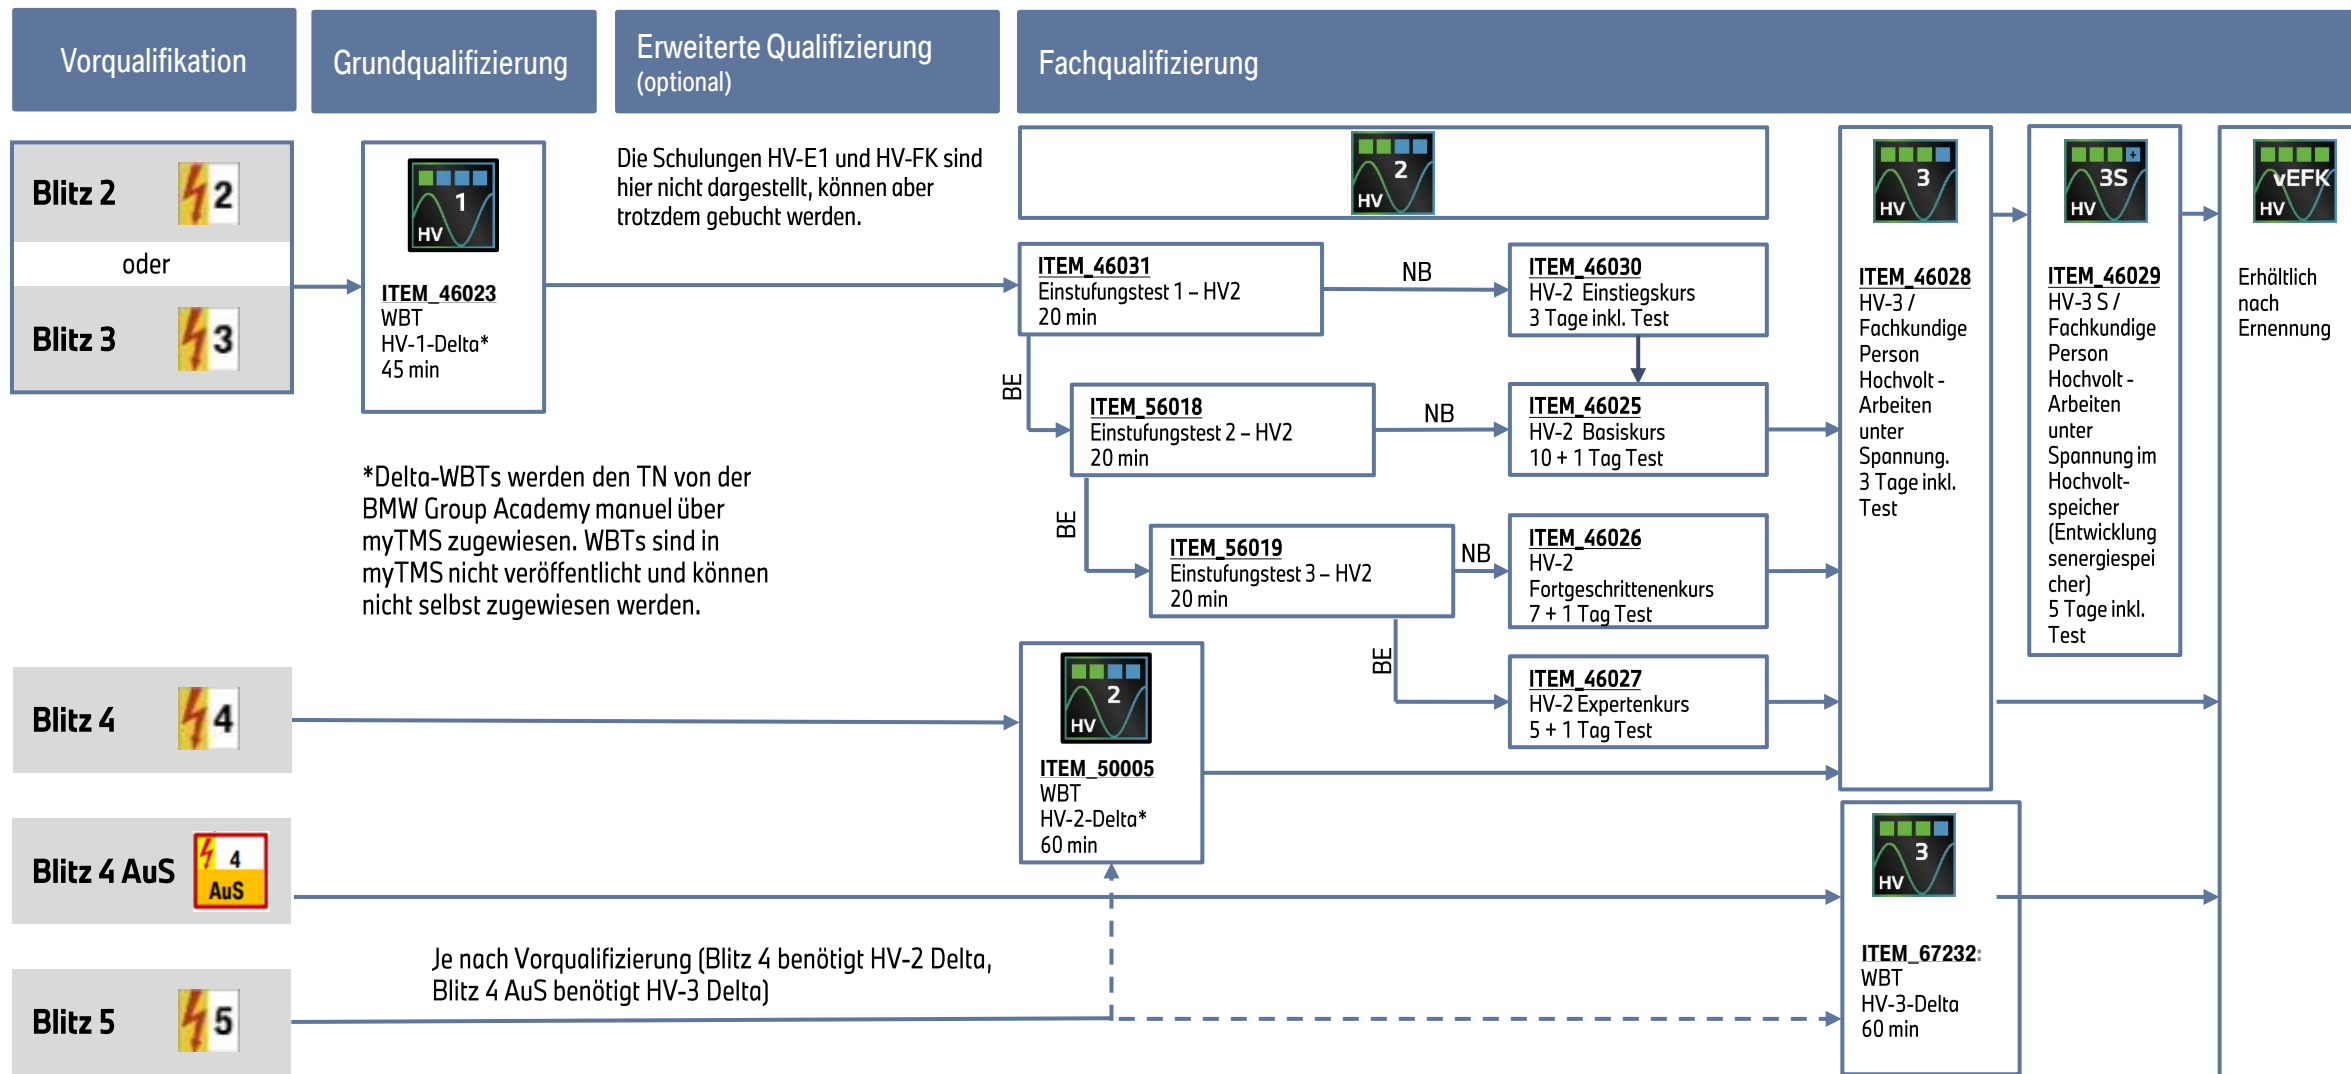 Vorqualifikation
Grundqualifizierung
Erweiterte Qualifizierung
(optional)
Fachqualifizierung
Blitz 2
2
oder
Blitz 3
3
1
HV
ITEM_46023
WBT
HV-1-Delta*
45 min
Die Schulungen HV-E1 und HV-FK sind
hier nicht dargestellt, können aber
trotzdem gebucht werden.
*Delta-WBTs werden den TN von der
BMW Group Academy manuel über
myTMS zugewiesen. WBTs sind in
myTMS nicht veröffentlicht und können
nicht selbst zugewiesen werden.
2
HV
ITEM_46031
Einstufungstest 1 – HV2
20 min
NB
ITEM_46030
HV-2 Einstiegskurs
3 Tage inkl. Test
BE
ITEM_56018
Einstufungstest 2 – HV2
20 min
NB
ITEM_46025
HV-2 Basiskurs
10 + 1 Tag Test
BE
ITEM_56019
Einstufungstest 3 – HV2
20 min
NB
ITEM_46026
HV-2
Fortgeschrittenenkurs
7 + 1 Tag Test
BE
ITEM_46027
HV-2 Expertenkurs
5 + 1 Tag Test
3
HV
ITEM_46028
HV-3 /
Fachkundige
Person
Hochvolt -
Arbeiten
unter
Spannung.
3 Tage inkl.
Test
3S
HV
ITEM_46029
HV-3 S /
Fachkundige
Person
Hochvolt -
Arbeiten
unter
Spannung im
Hochvolt-
speicher
(Entwicklung
senergiespei
cher)
5 Tage inkl.
Test
vEFK
HV
Erhältlich
nach
Ernennung
Blitz 4
4
2
HV
ITEM_50005
WBT
HV-2-Delta*
60 min
Blitz 4 AuS
4
AuS
3
HV
ITEM_67232:
WBT
HV-3-Delta
60 min
Je nach Vorqualifizierung (Blitz 4 benötigt HV-2 Delta,
Blitz 4 AuS benötigt HV-3 Delta)
Blitz 5
5